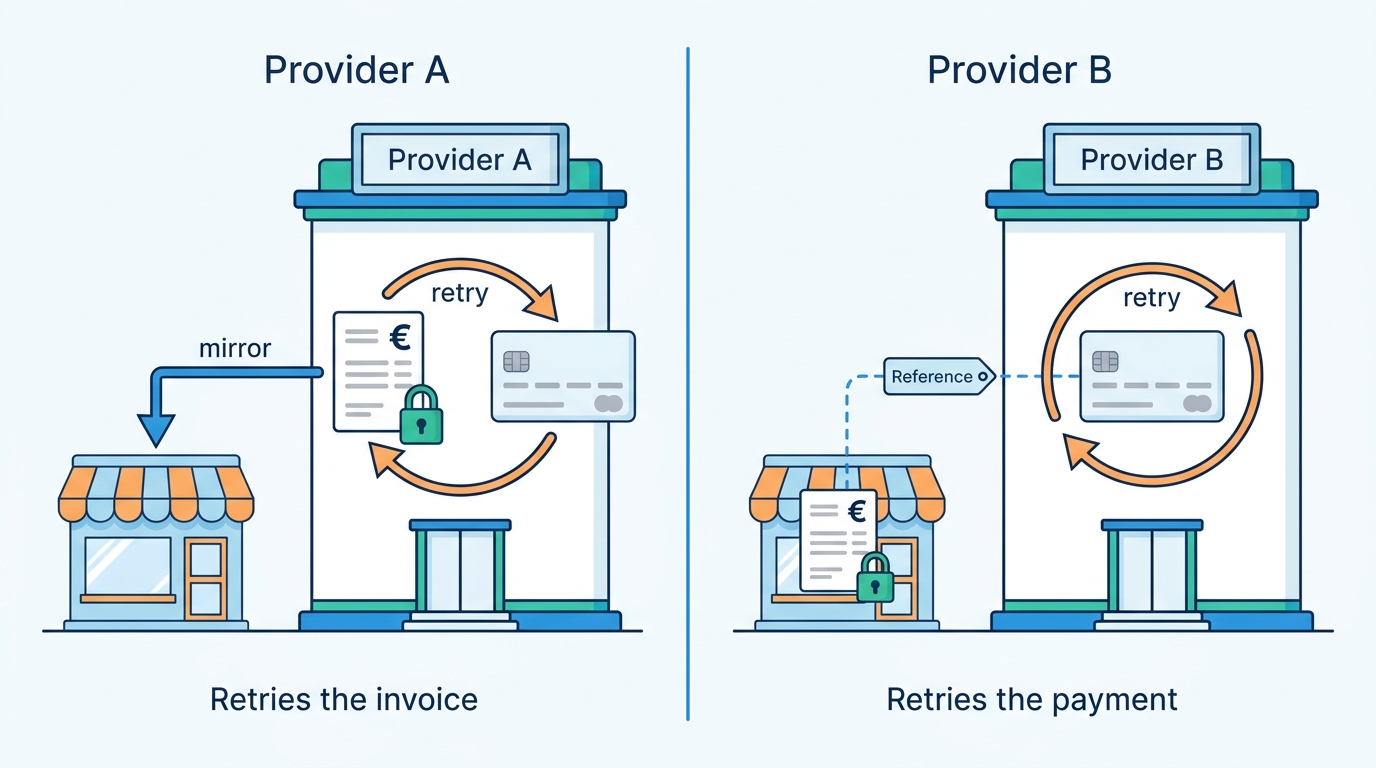 Provider A
Provider A
retry
€
mirror
Retries the invoice
Provider B
Provider B
retry
Reference
€
Retries the payment